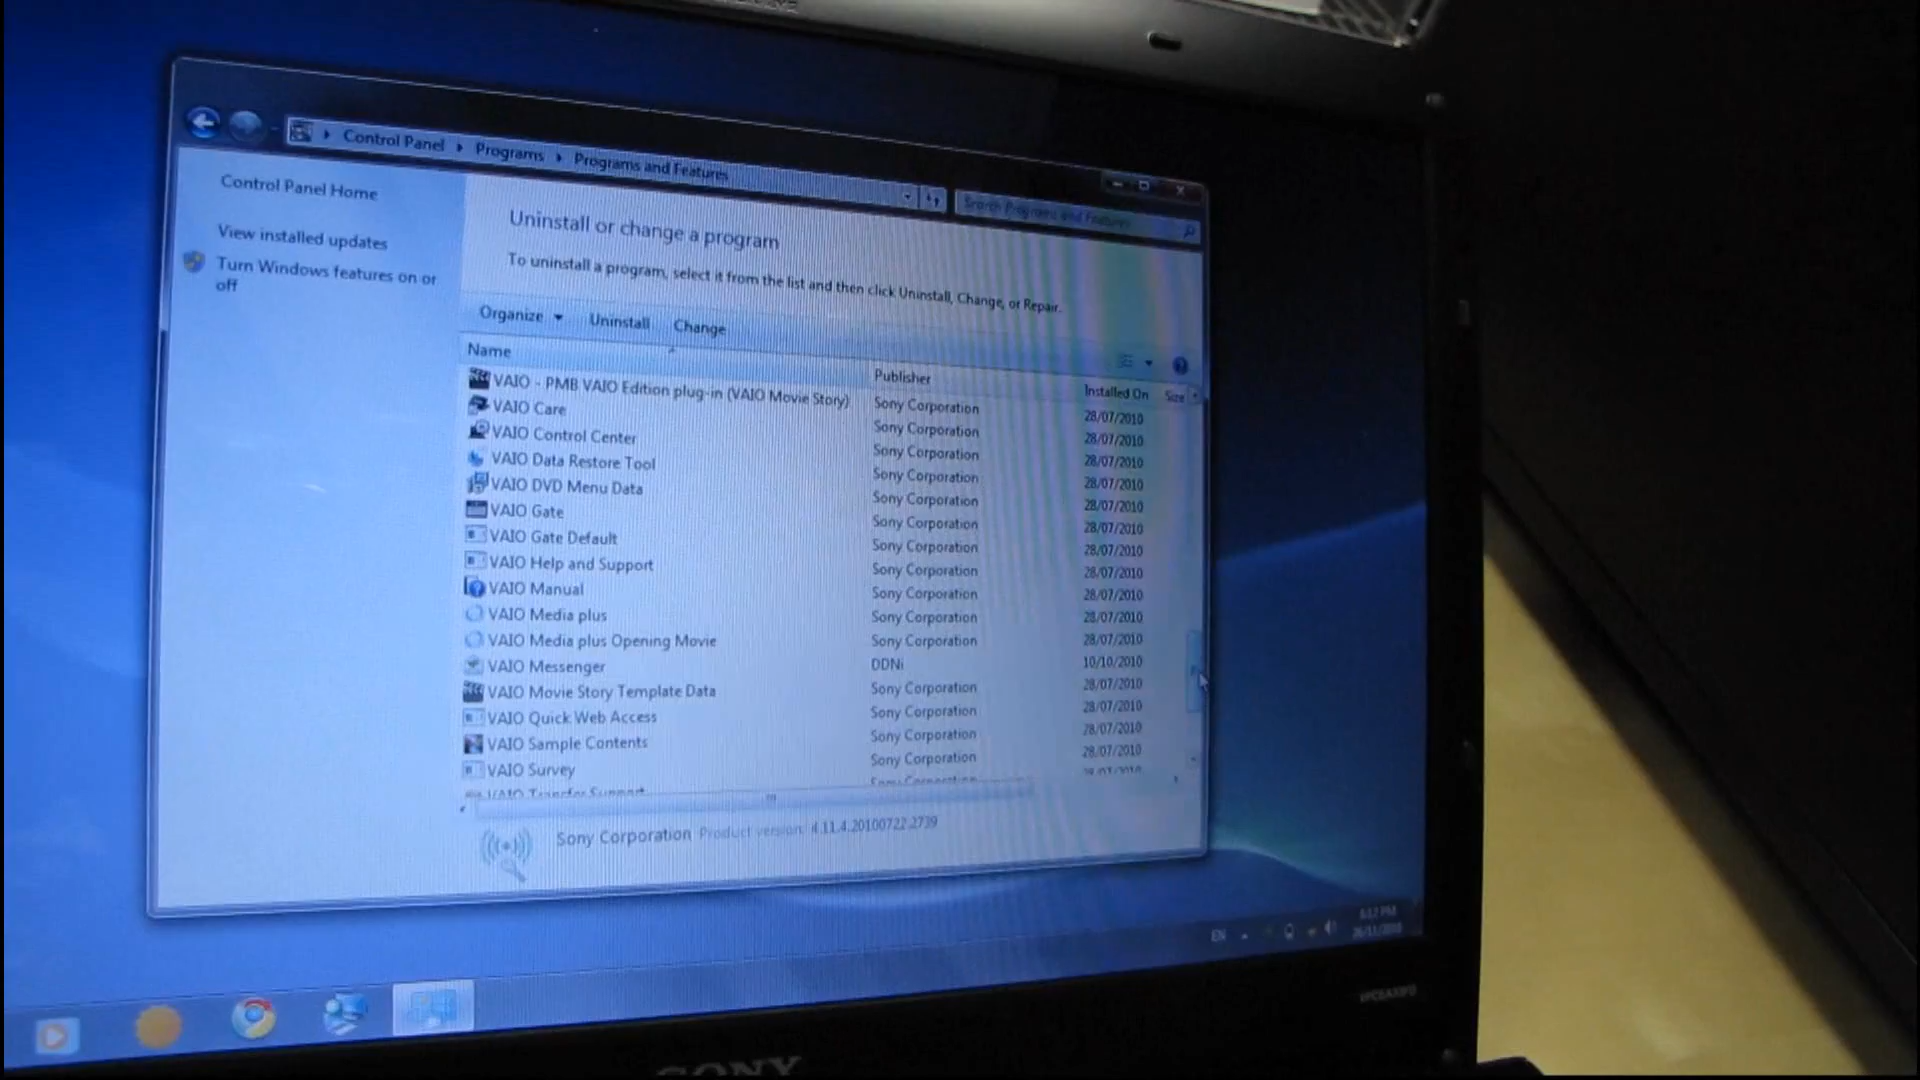 Control Panel Programs Programs and Features
Search Programs and Features
Control Panel Home
View installed updates
Turn Windows features on or
off
Uninstall or change a program
To uninstall a program, select it from the list and then click Uninstall, Change, or Repair.
Organize Uninstall Change
Name Publisher Installed On Size
VAIO - PMB VAIO Edition plug-in (VAIO Movie Story) Sony Corporation 28/07/2010
VAIO Care Sony Corporation 28/07/2010
VAIO Control Center Sony Corporation 28/07/2010
VAIO Data Restore Tool Sony Corporation 28/07/2010
VAIO DVD Menu Data Sony Corporation 28/07/2010
VAIO Gate Sony Corporation 28/07/2010
VAIO Gate Default Sony Corporation 28/07/2010
VAIO Help and Support Sony Corporation 28/07/2010
VAIO Manual Sony Corporation 28/07/2010
VAIO Media plus Sony Corporation 28/07/2010
VAIO Media plus Opening Movie Sony Corporation 28/07/2010
VAIO Messenger DDNi 10/10/2010
VAIO Movie Story Template Data Sony Corporation 28/07/2010
VAIO Quick Web Access Sony Corporation 28/07/2010
VAIO Sample Contents Sony Corporation 28/07/2010
VAIO Survey Sony Corporation 28/07/2010
VAIO Transfer Support Sony Corporation
Sony Corporation Product version: 4.11.4.20100722.2739
EN
SONY